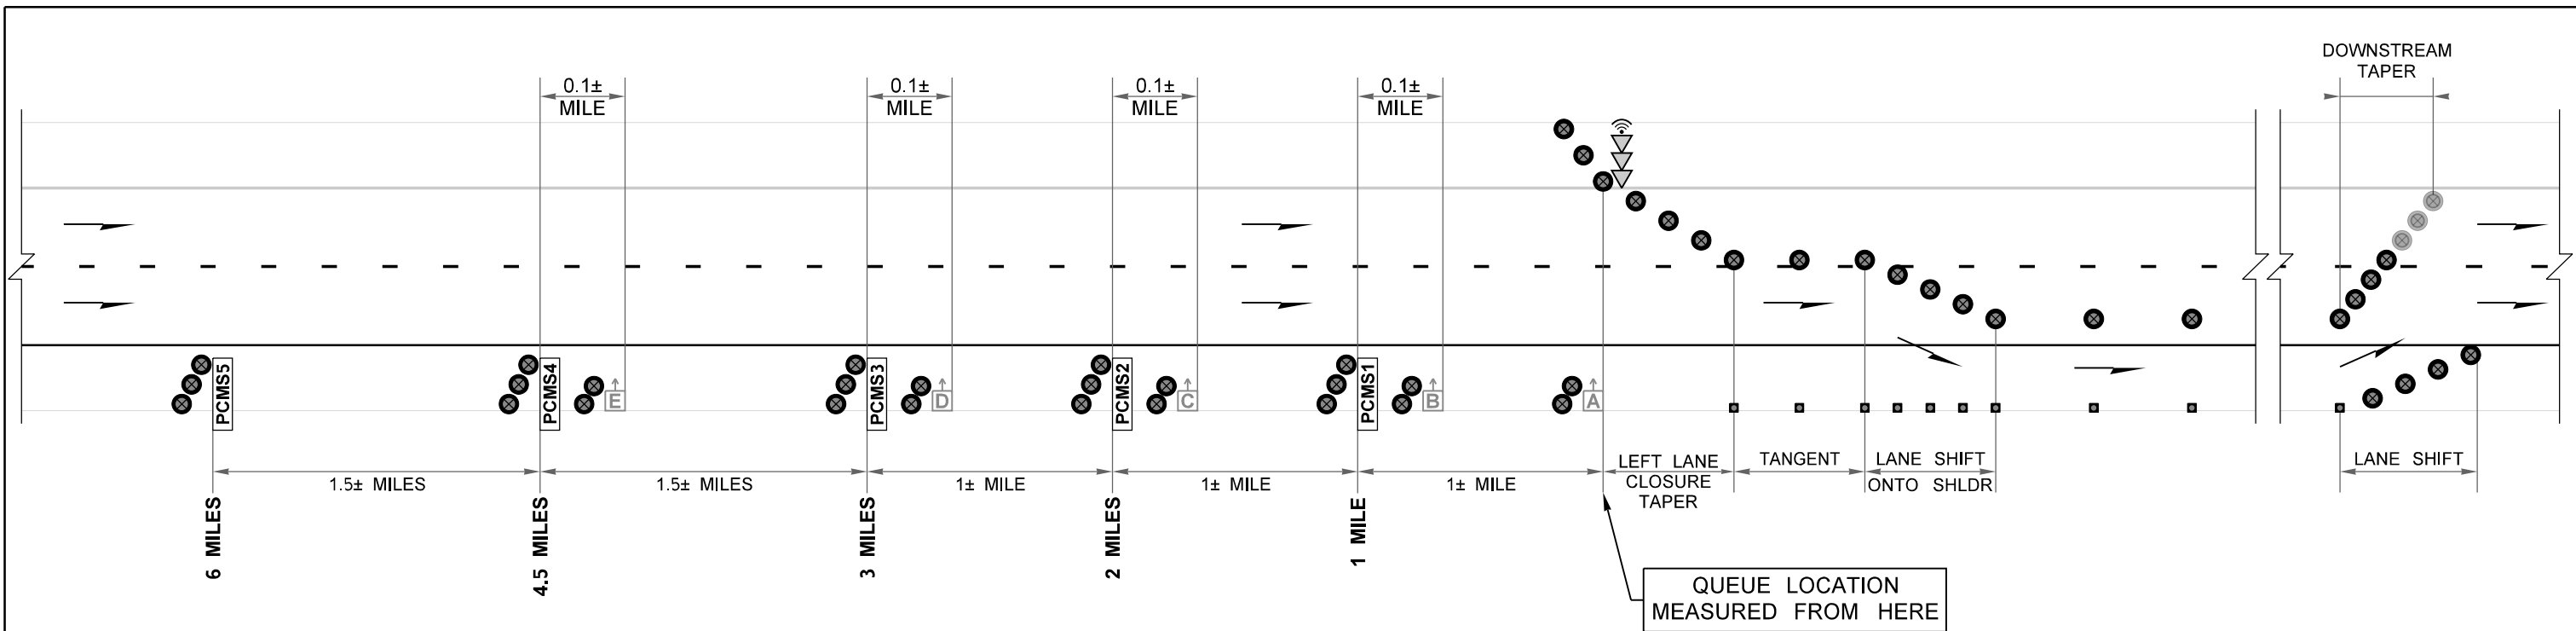 DOWNSTREAM
TAPER
0.1±
MILE
0.1±
MILE
0.1±
MILE
0.1±
MILE
PCMS5
PCMS4
E
PCMS3
D
PCMS2
C
PCMS1
B
A
1.5± MILES
1.5± MILES
1± MILE
1± MILE
1± MILE
LEFT LANE
CLOSURE
TAPER
TANGENT
LANE SHIFT
ONTO SHLDR
LANE SHIFT
6 MILES
4.5 MILES
3 MILES
2 MILES
1 MILE
QUEUE LOCATION
MEASURED FROM HERE